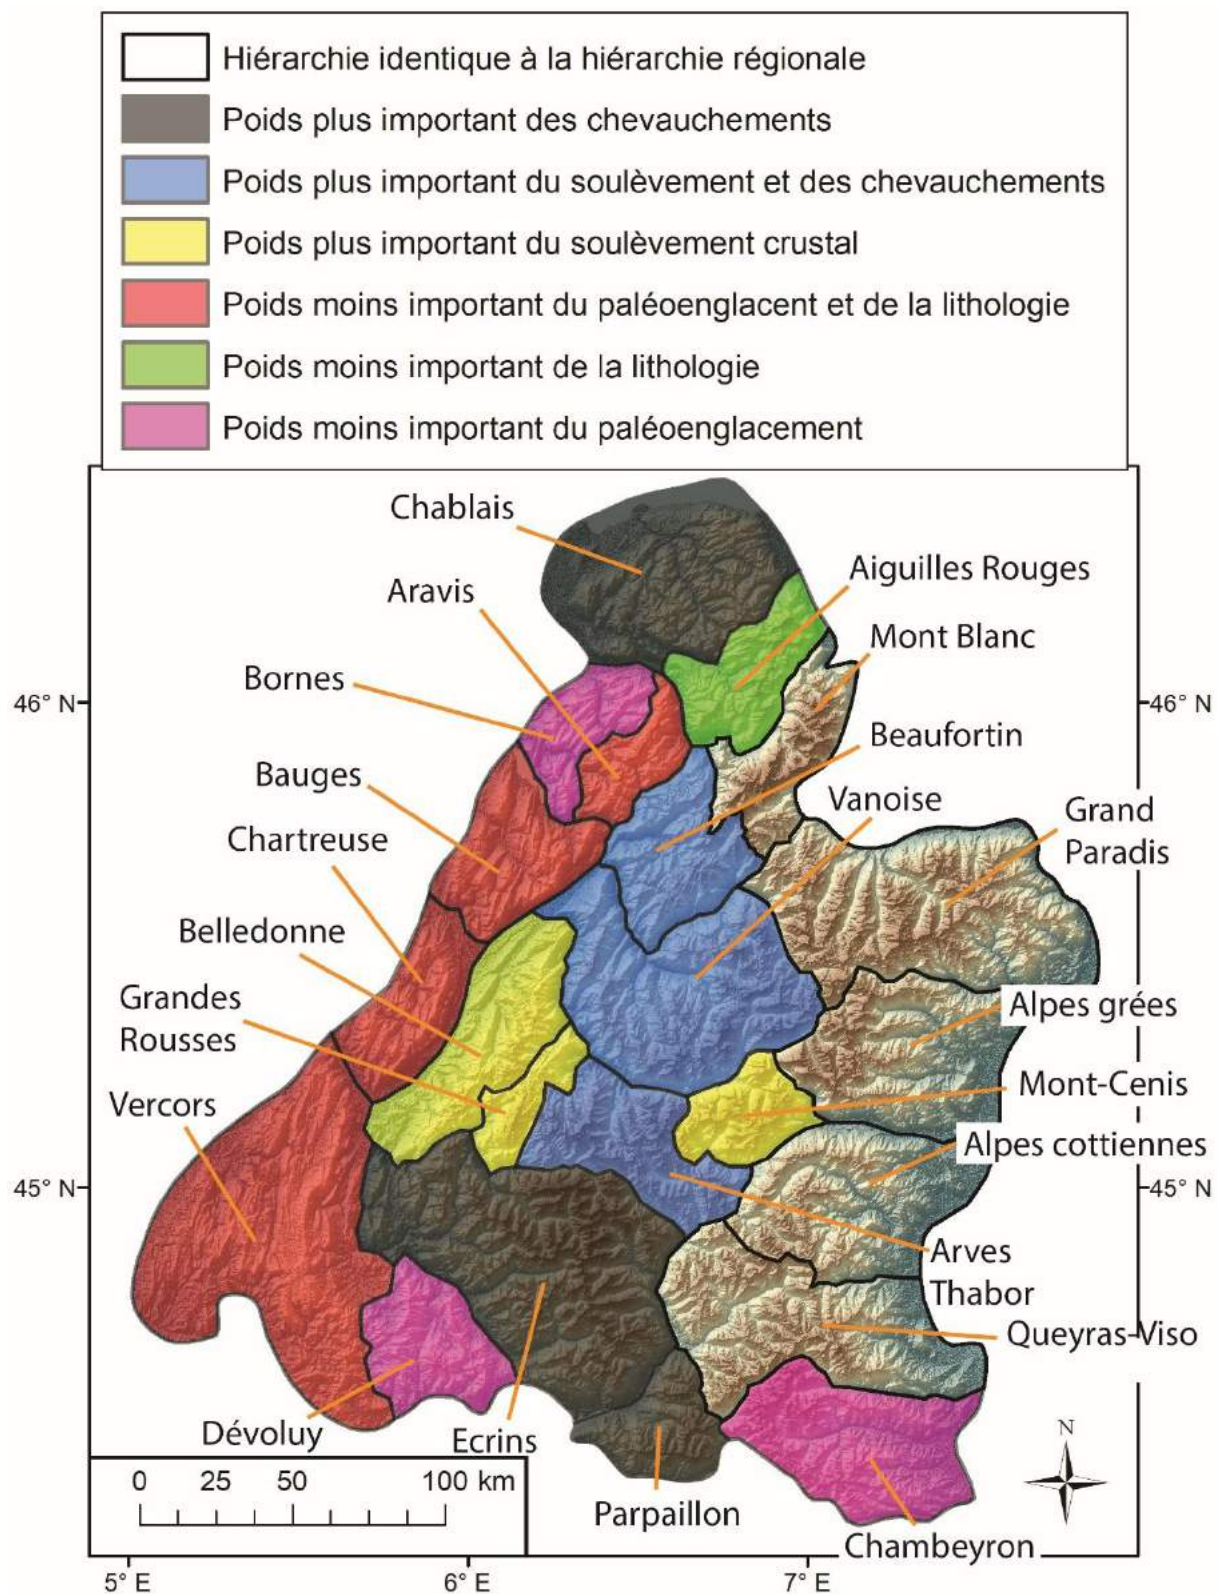 Hiérarchie identique à la hiérarchie régionale
Poids plus important des chevauchements
Poids plus important du soulèvement et des chevauchements
Poids plus important du soulèvement crustal
Poids moins important du paléoenglacent et de la lithologie
Poids moins important de la lithologie
Poids moins important du paléoenglacement
Chablais
Aiguilles Rouges
Aravis
Mont Blanc
Bornes
46° N
46° N
Beaufortin
Bauges
Vanoise
Grand
Paradis
Chartreuse
Belledonne
Grandes
Rousses
Alpes grées
Mont-Cenis
Vercors
Alpes cottiennes
45° N
45° N
Arves
Thabor
Queyras-Viso
Dévoluy
Ecrins
N
0 25 50 100 km
Parpaillon
Chambeyron
5° E
6° E
7° E